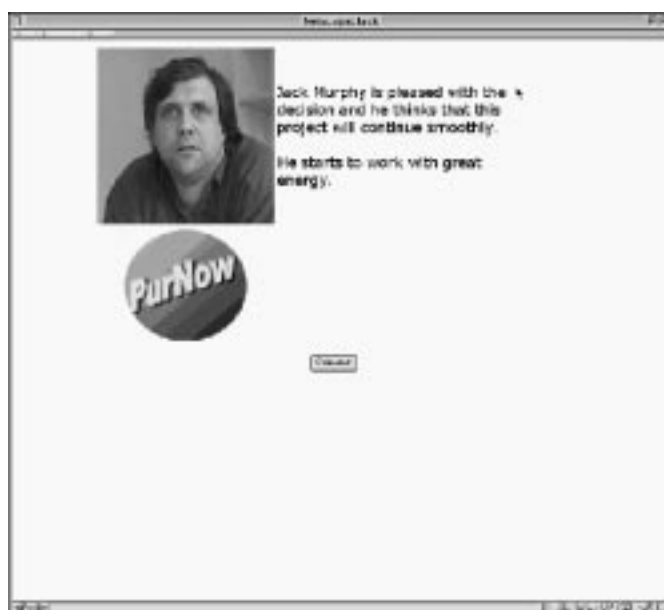 Jack Murphy is pleased with the
decision and he thinks that this
project will continue smoothly.
He starts to work with great
energy.
PurNow